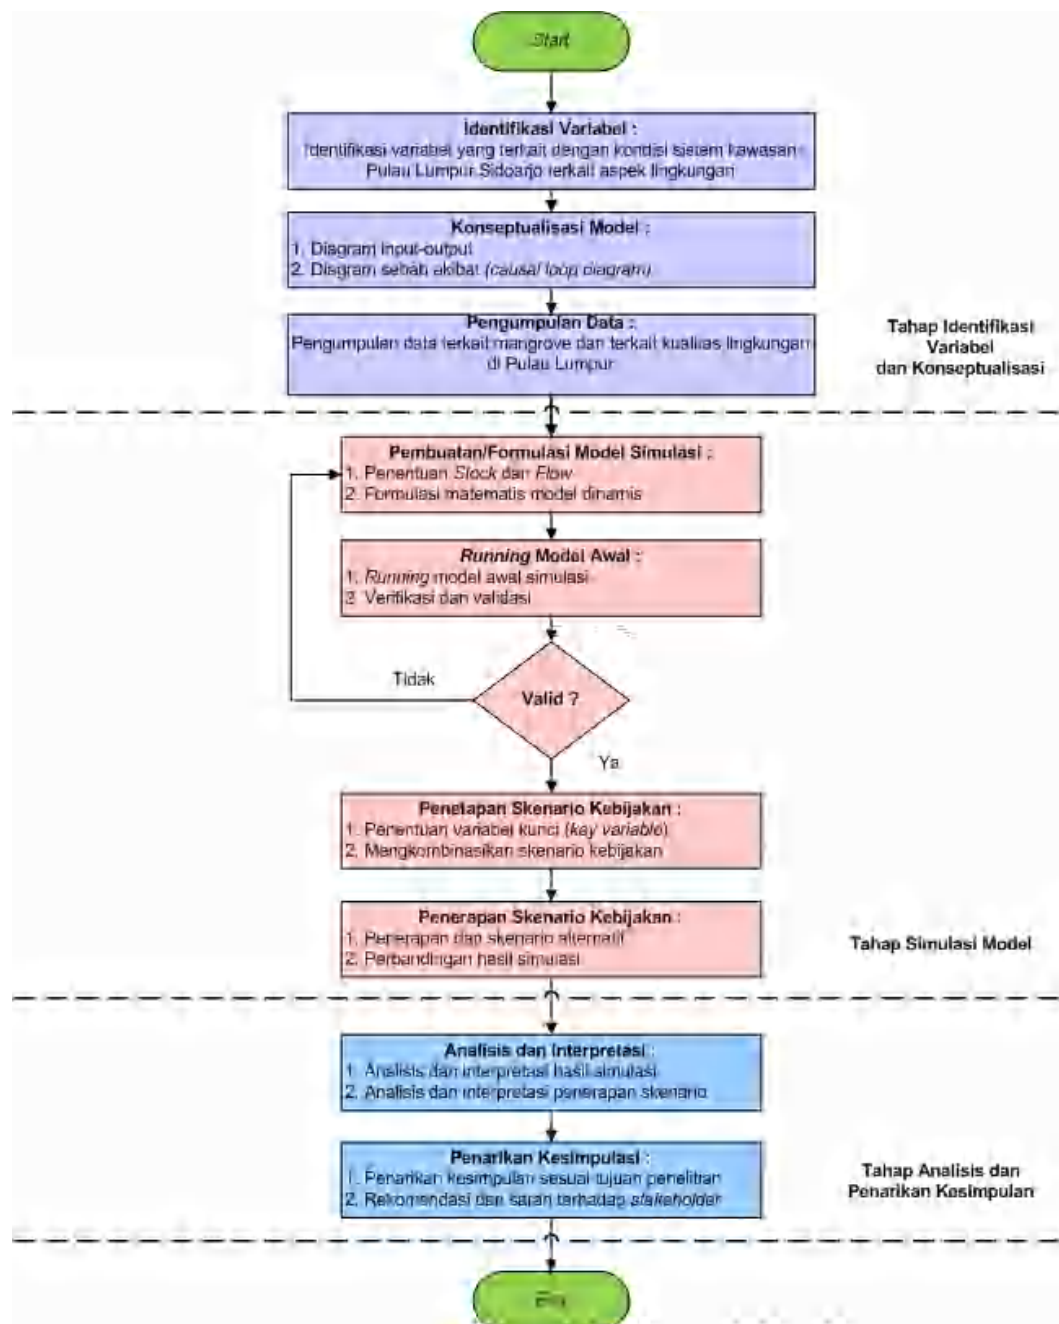 Start
Identifikasi Variabel :
Identifikasi variabel yang terkait dengan kondisi sistem kawasan
Pulau Lumpur Sidoarjo terkait aspek lingkungan
Konseptualisasi Model :
1. Diagram input-output
2. Diagram sebab akibat (causal loop diagram)
Pengumpulan Data :
Pengumpulan data terkait mangrove dan terkait kualitas lingkungan
di Pulau Lumpur
Tahap Identifikasi
Variabel
dan Konseptualisasi
Pembuatan/Formulasi Model Simulasi :
1. Penentuan Stock dan Flow
2. Formulasi matematis model dinamis
Running Model Awal :
1. Running model awal simulasi
2. Verifikasi dan validasi
Tidak
Valid ?
Ya
Penetapan Skenario Kebijakan :
1. Penentuan variabel kunci (key variable)
2. Mengkombinasikan skenario kebijakan
Penerapan Skenario Kebijakan :
1. Penerapan dan skenario alternatif
2. Perbandingan hasil simulasi
Tahap Simulasi Model
Analisis dan Interpretasi :
1. Analisis dan interpretasi hasil simulasi
2. Analisis dan interpretasi penerapan skenario
Penarikan Kesimpulasi :
1. Penarikan kesimpulan sesuai tujuan penelitian
2. Rekomendasi dan saran terhadap stakeholder
Tahap Analisis dan
Penarikan Kesimpulan
End